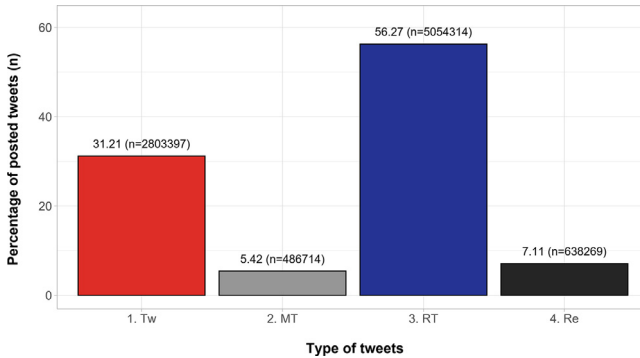 Percentage of posted tweets (n)
60
40
20
0
31.21 (n=2803397)
5.42 (n=486714)
56.27 (n=5054314)
7.11 (n=638269)
1. Tw
2. MT
3. RT
4. Re
Type of tweets